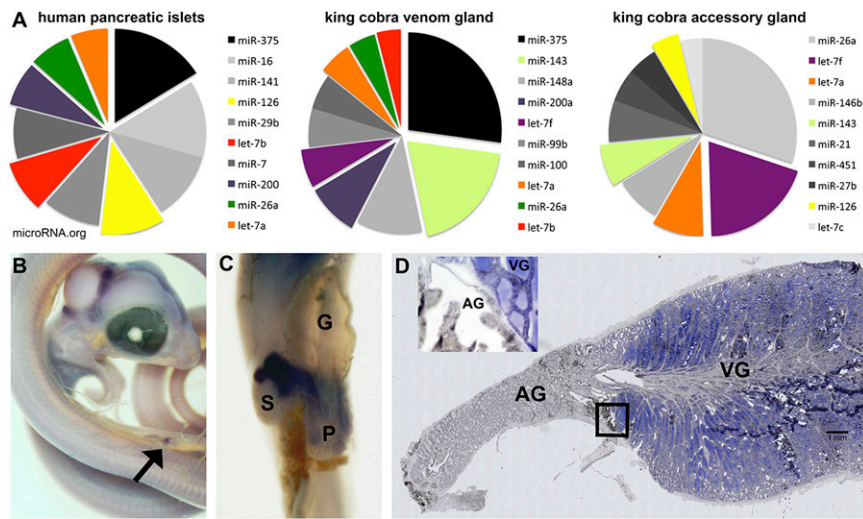 A
human pancreatic islets
miR-375
miR-16
miR-141
miR-126
miR-29b
let-7b
miR-7
miR-200
miR-26a
let-7a
microRNA.org
king cobra venom gland
miR-375
miR-143
miR-148a
miR-200a
let-7f
miR-99b
miR-100
let-7a
miR-26a
let-7b
king cobra accessory gland
miR-26a
let-7f
let-7a
miR-146b
miR-143
miR-21
miR-451
miR-27b
miR-126
let-7c
B
C
G
S
P
D
VG
AG
AG
VG
1 mm